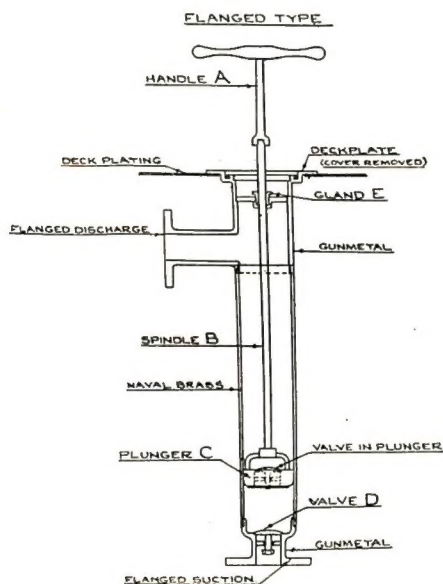 FLANGED TYPE
HANDLE A
DECKPLATE
(COVER REMOVED)
DECK PLATING
GLAND E
FLANGED DISCHARGE
GUNMETAL
SPINDLE B
NAVAL BRASS
VALVE IN PLUNGER
PLUNGER C
VALVE D
GUNMETAL
FLANGED SUCTION